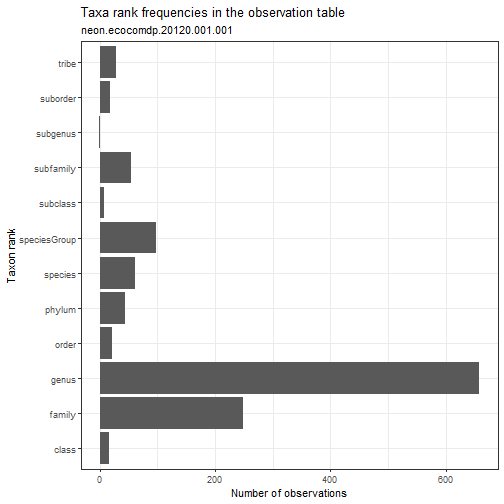 Taxa rank frequencies in the observation table
neon.ecocomdp.20120.001.001
Taxon rank
tribe
suborder
subgenus
subfamily
subclass
speciesGroup
species
phylum
order
genus
family
class
0
200
400
600
Number of observations